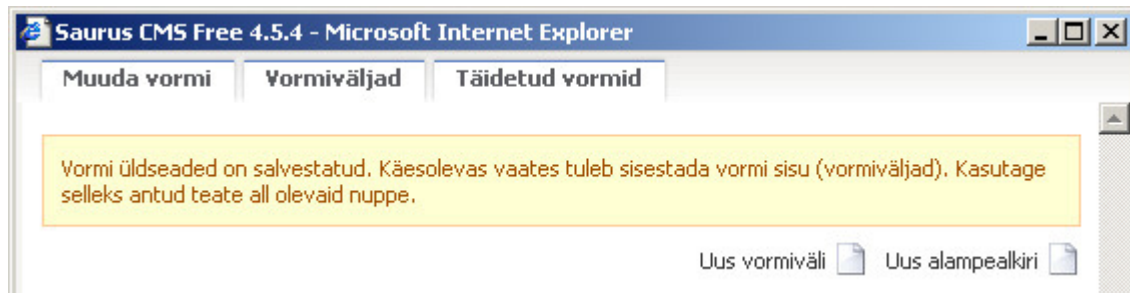 Saurus CMS Free 4.5.4 - Microsoft Internet Explorer
Muuda vormi Vormiväljad Täidetud vormid
Vormi üldseaded on salvestatud. Käesolevas vaates tuleb sisestada vormi sisu (vormiväljad). Kasutage
selleks antud teate all olevaid nuppe.
Uus vormiväli Uus alampealkiri